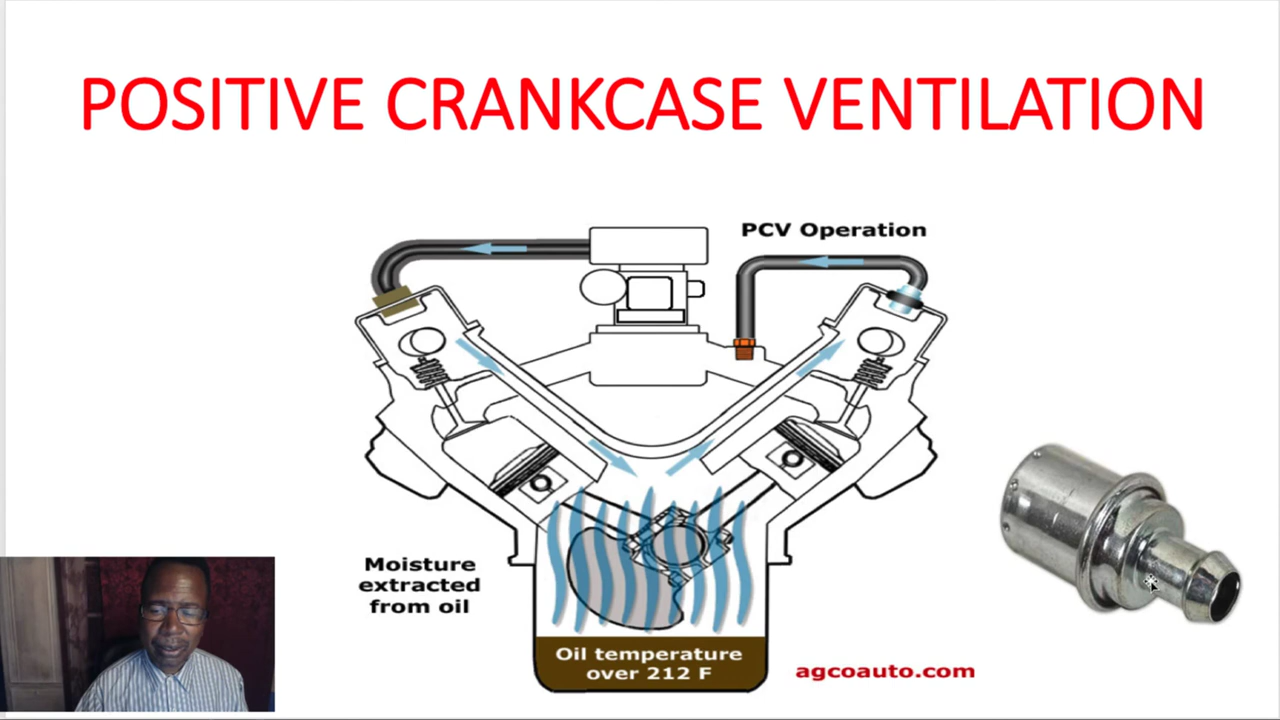 POSITIVE CRANKCASE VENTILATION
PCV Operation
Moisture
extracted
from oil
Oil temperature
over 212 F
agcoauto.com